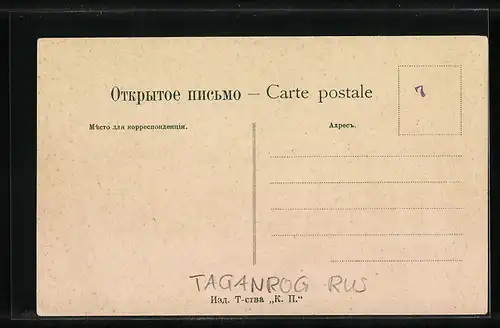 Открытое письмо – Carte postale
7
Мѣсто для корреспонденціи.
Адресъ.
TAGANROG RUS
Изд. Т-ства „К. П.“